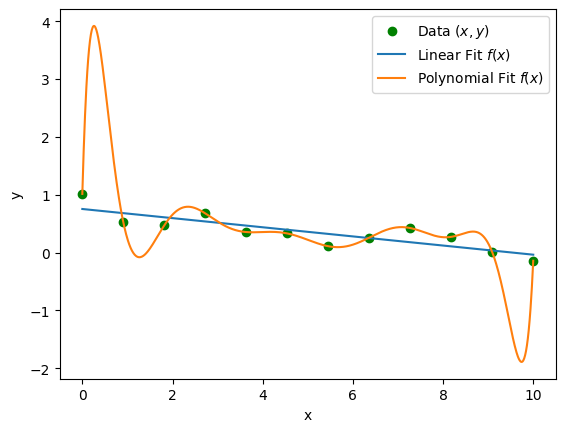 4
3
2
1
0
−1
−2
y
Data (x, y)
Linear Fit f(x)
Polynomial Fit f(x)
0
2
4
6
8
10
x